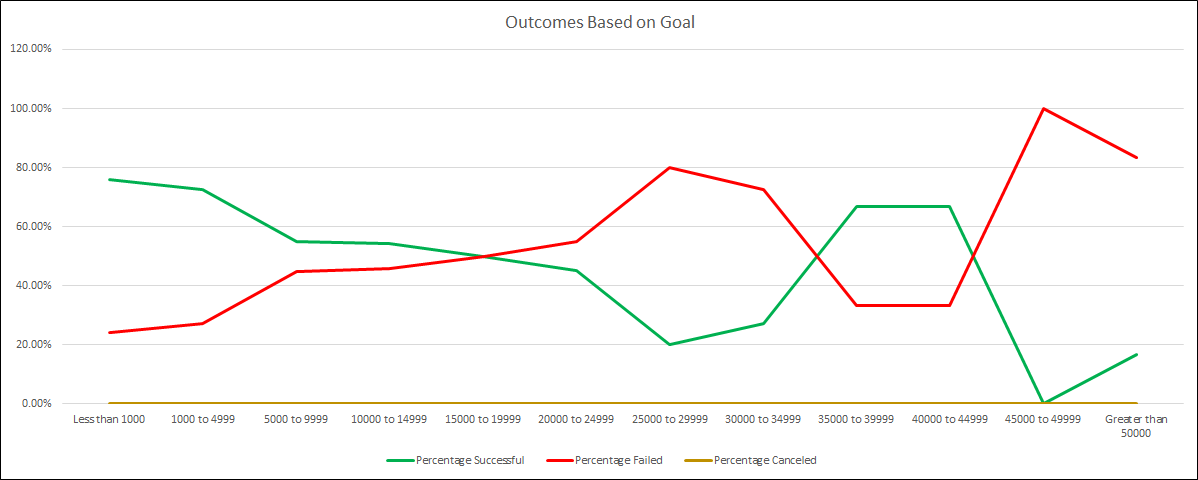 Outcomes Based on Goal
120.00%
100.00%
80.00%
60.00%
40.00%
20.00%
0.00%
Less than 1000 1000 to 4999 5000 to 9999 10000 to 14999 15000 to 19999 20000 to 24999 25000 to 29999 30000 to 34999 35000 to 39999 40000 to 44999 45000 to 49999 Greater than
50000
Percentage Successful Percentage Failed Percentage Canceled